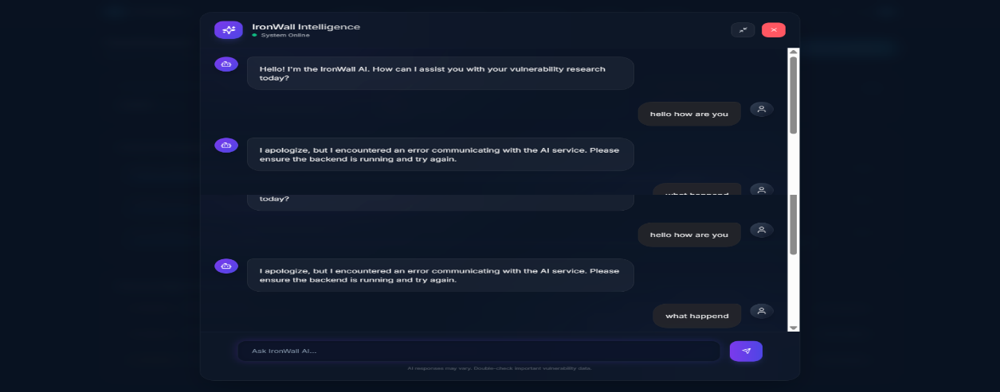 IronWall Intelligence
System Online
Hello! I'm the IronWall AI. How can I assist you with your vulnerability research
today?
hello how are you
I apologize, but I encountered an error communicating with the AI service. Please
ensure the backend is running and try again.
what happend
today?
hello how are you
I apologize, but I encountered an error communicating with the AI service. Please
ensure the backend is running and try again.
what happend
Ask IronWall AI...
AI responses may vary. Double-check important vulnerability data.